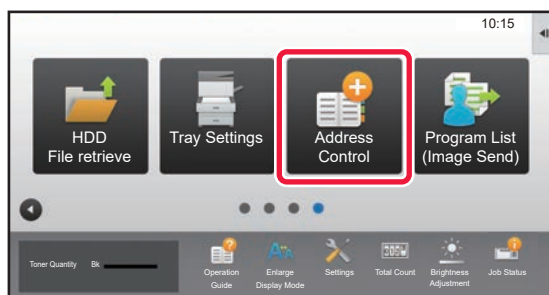 10:15
HDD
File retrieve
Tray Settings
Address
Control
Program List
(Image Send)
Toner Quantity Bk
Operation
Guide
Enlarge
Display Mode
Settings
Total Count
Brightness
Adjustment
Job Status